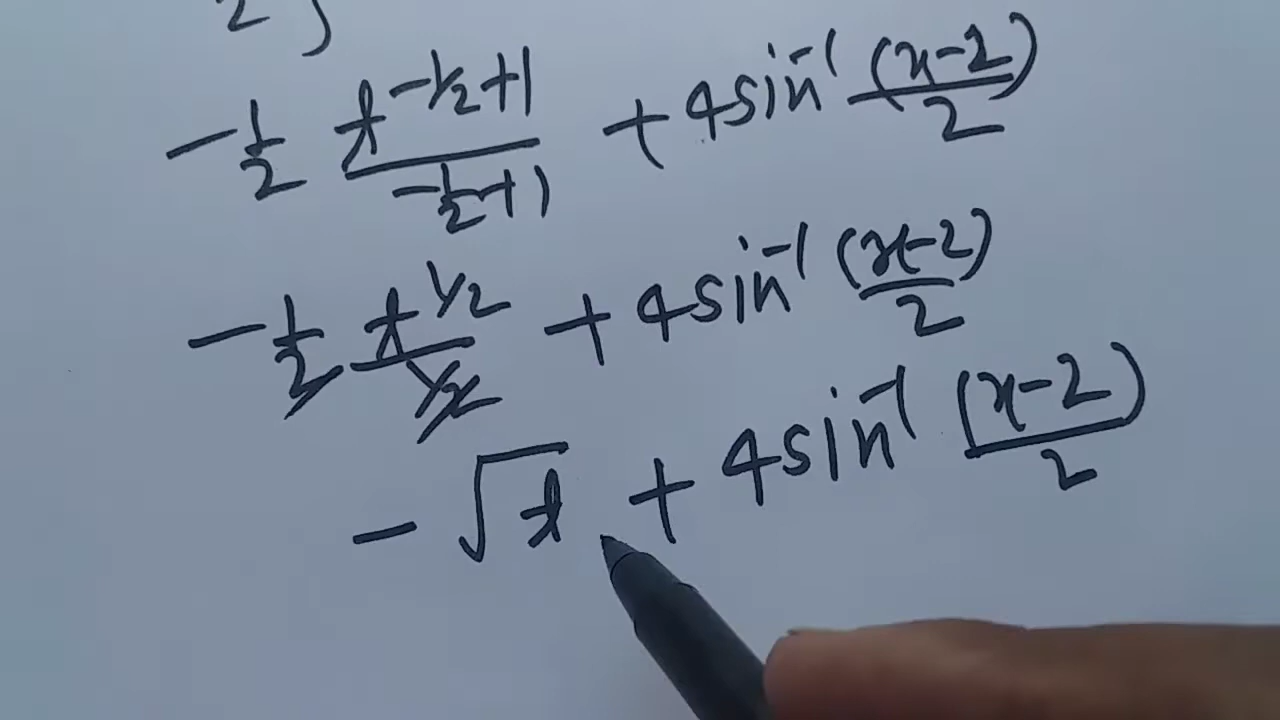 2 )
-1/2 t^(-1/2+1)/(-1/2+1) + 4sin^-1 (x-2)/2
-1/2 t^(1/2)/(1/2) + 4sin^-1 (x-2)/2
-√t + 4sin^-1 (x-2)/2